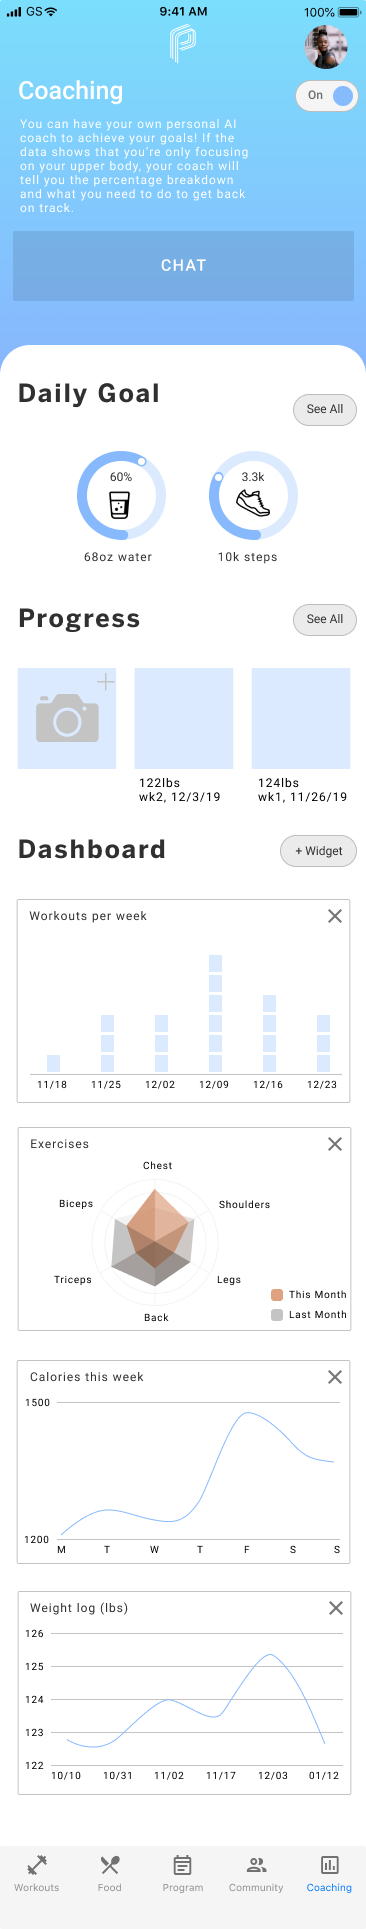 GS 9:41 AM 100%
Coaching
On
You can have your own personal AI
coach to achieve your goals! If the
data shows that you're only focusing
on your upper body, your coach will
tell you the percentage breakdown
and what you need to do to get back
on track.
CHAT
Daily Goal
See All
60% 3.3k
68oz water 10k steps
Progress
See All
122lbs 124lbs
wk2, 12/3/19 wk1, 11/26/19
Dashboard
+ Widget
Workouts per week
11/18 11/25 12/02 12/09 12/16 12/23
Exercises
Chest
Biceps Shoulders
Triceps Legs
Back
This Month
Last Month
Calories this week
1500
1200
M T W T F S S
Weight log (lbs)
126
125
124
123
122
10/10 10/31 11/02 11/17 12/03 01/12
Workouts Food Program Community Coaching